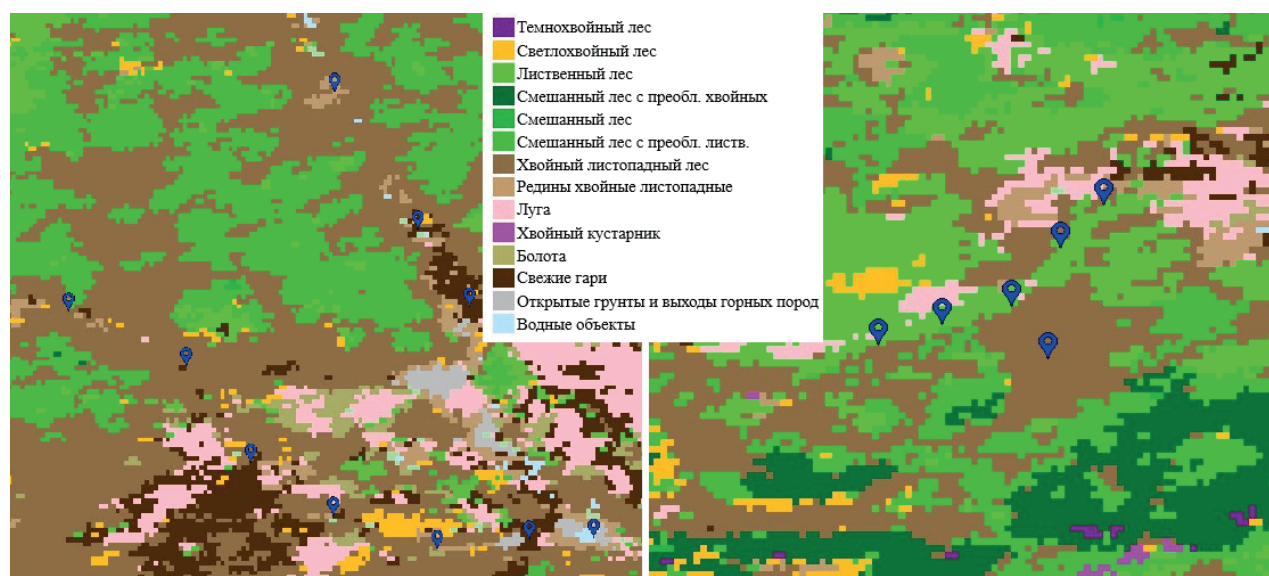 Темнохвойный лес
Светлохвойный лес
Лиственный лес
Смешанный лес с преобл. хвойных
Смешанный лес
Смешанный лес с преобл. листв.
Хвойный листопадный лес
Редины хвойные листопадные
Луга
Хвойный кустарник
Болота
Свежие гари
Открытые грунты и выходы горных пород
Водные объекты